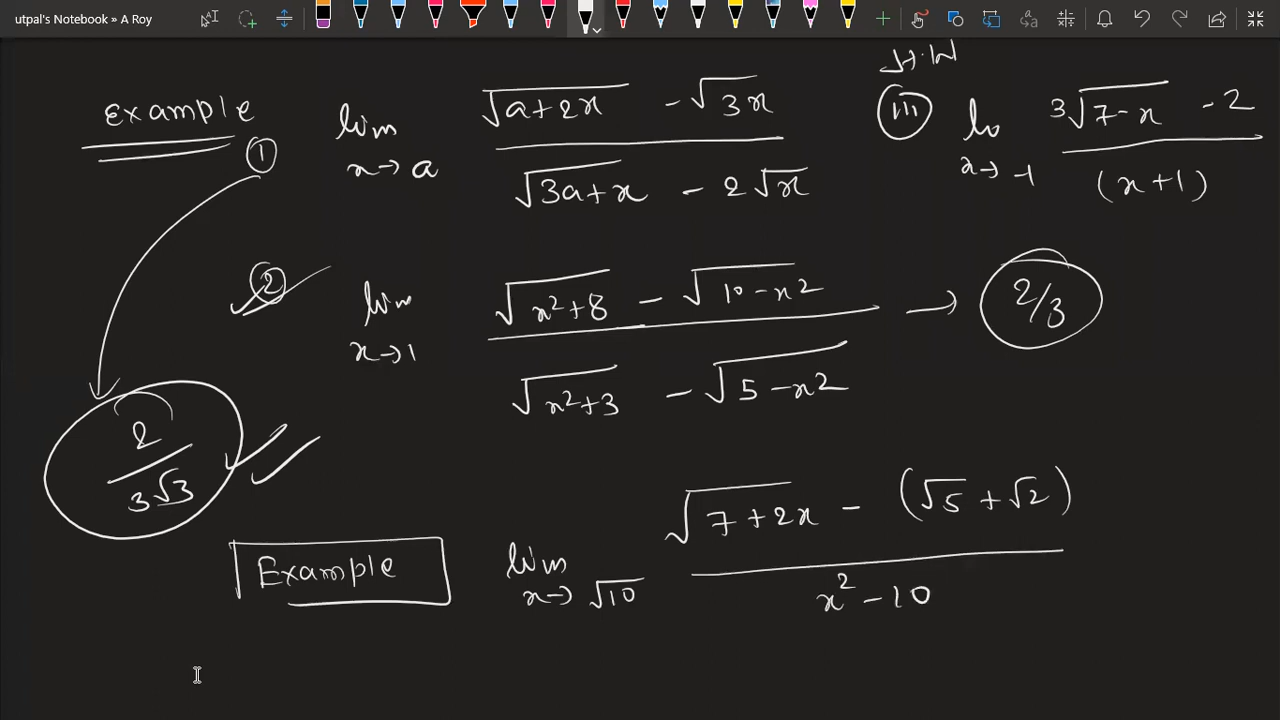 utpal's Notebook » A Roy
Example
①
lim x→a (√(a+2x) - √3x) / (√(3a+x) - 2√x)
H.W
(iii) x→-1 (³√(7-x) - 2) / (x+1)
② lim x→1 (√(x²+8) - √(10-x²)) / (√(x²+3) - √(5-x²)) → 2/3
2/(3√3)
Example lim x→√10 (√(7+2x) - (√5+√2)) / (x²-10)